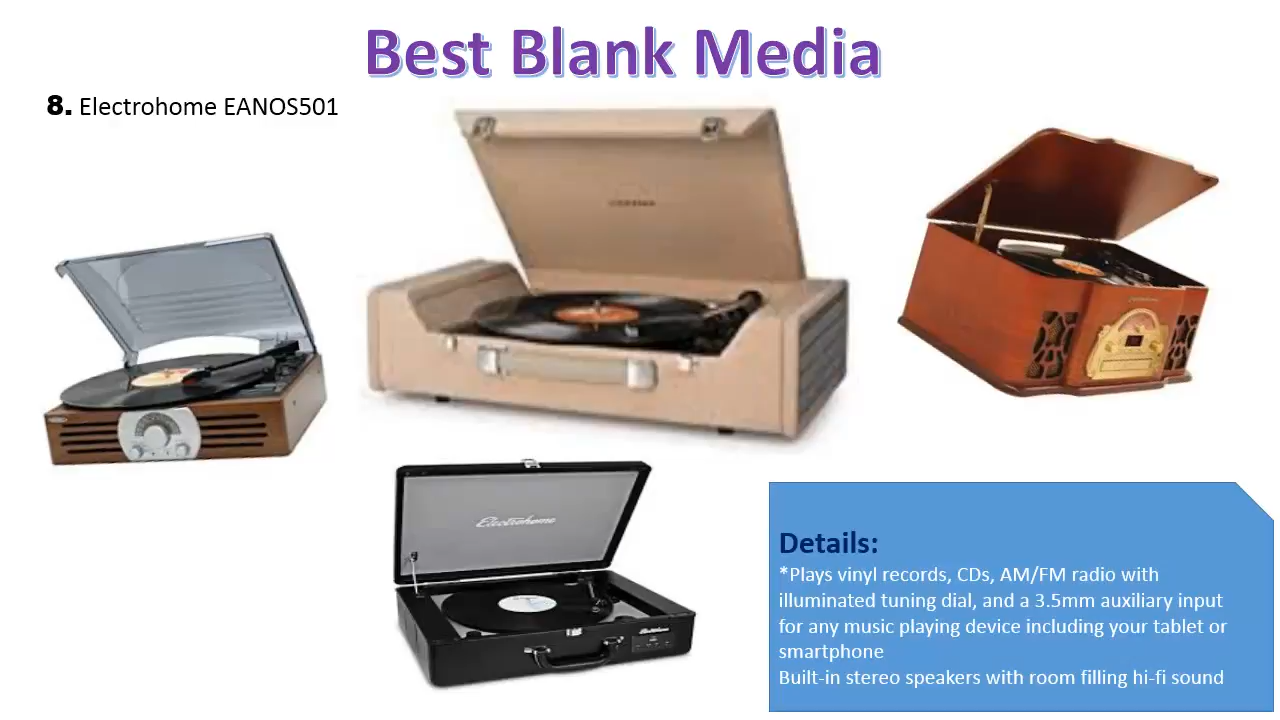 Best Blank Media
8. Electrohome EANOS501
Electrohome
Details:
*Plays vinyl records, CDs, AM/FM radio with
illuminated tuning dial, and a 3.5mm auxiliary input
for any music playing device including your tablet or
smartphone
Built-in stereo speakers with room filling hi-fi sound